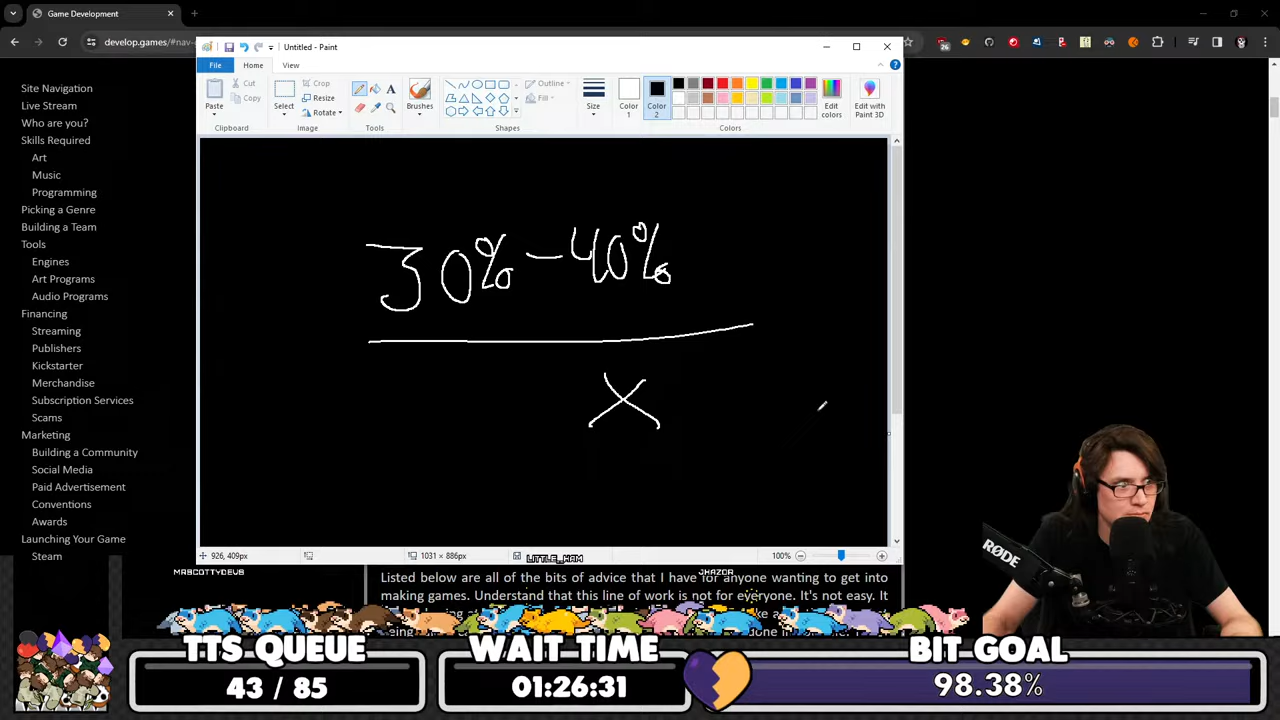 Game Development
develop.games/#nav-
Untitled - Paint
File Home View
Paste
Cut
Copy
Clipboard
Select
Crop
Resize
Rotate
Image
Tools
Brushes
Shapes
Outline
Fill
Size
Color 1
Color 2
Colors
Edit colors
Edit with Paint 3D
Site Navigation
Live Stream
Who are you?
Skills Required
Art
Music
Programming
Picking a Genre
Building a Team
Tools
Engines
Art Programs
Audio Programs
Financing
Streaming
Publishers
Kickstarter
Merchandise
Subscription Services
Scams
Marketing
Building a Community
Social Media
Paid Advertisement
Conventions
Awards
Launching Your Game
Steam
30% - 40%
X
926, 409px
1031 × 886px
100%
LITTLE_HAM
MASCOTTYDEVS
JHAZOR
Listed below are all of the bits of advice that I have for anyone wanting to get into
making games. Understand that this line of work is not for everyone. It's not easy. It
RØDE
TTS QUEUE
43 / 85
WAIT TIME
01:26:31
BIT GOAL
98.38%